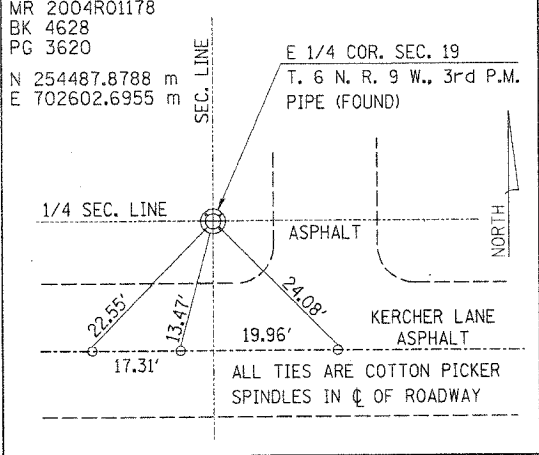 MR 2004R01178
BK 4628
PG 3620
N 254487.8788 m
E 702602.6955 m
SEC. LINE
E 1/4 COR. SEC. 19
T. 6 N. R. 9 W., 3rd P.M.
PIPE (FOUND)
NORTH
1/4 SEC. LINE
ASPHALT
22.55'
13.47'
24.08'
17.31'
19.96'
KERCHER LANE
ASPHALT
ALL TIES ARE COTTON PICKER
SPINDLES IN ℄ OF ROADWAY